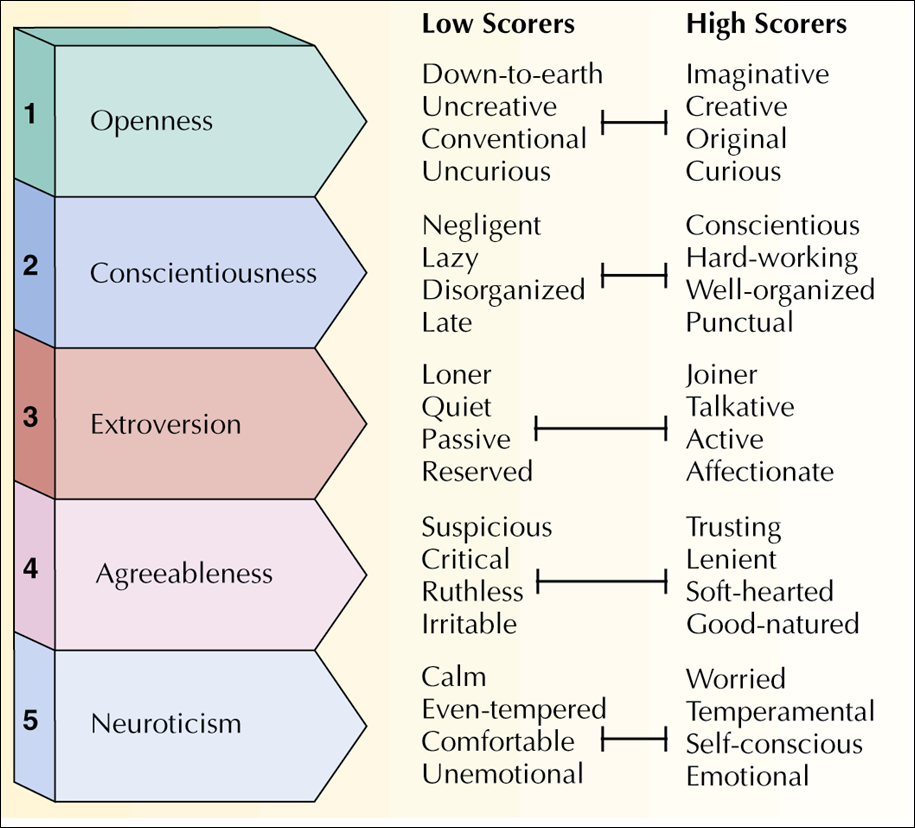 Low Scorers High Scorers
1 Openness
Down-to-earth Imaginative
Uncreative Creative
Conventional Original
Uncurious Curious
2 Conscientiousness
Negligent Conscientious
Lazy Hard-working
Disorganized Well-organized
Late Punctual
3 Extroversion
Loner Joiner
Quiet Talkative
Passive Active
Reserved Affectionate
4 Agreeableness
Suspicious Trusting
Critical Lenient
Ruthless Soft-hearted
Irritable Good-natured
5 Neuroticism
Calm Worried
Even-tempered Temperamental
Comfortable Self-conscious
Unemotional Emotional